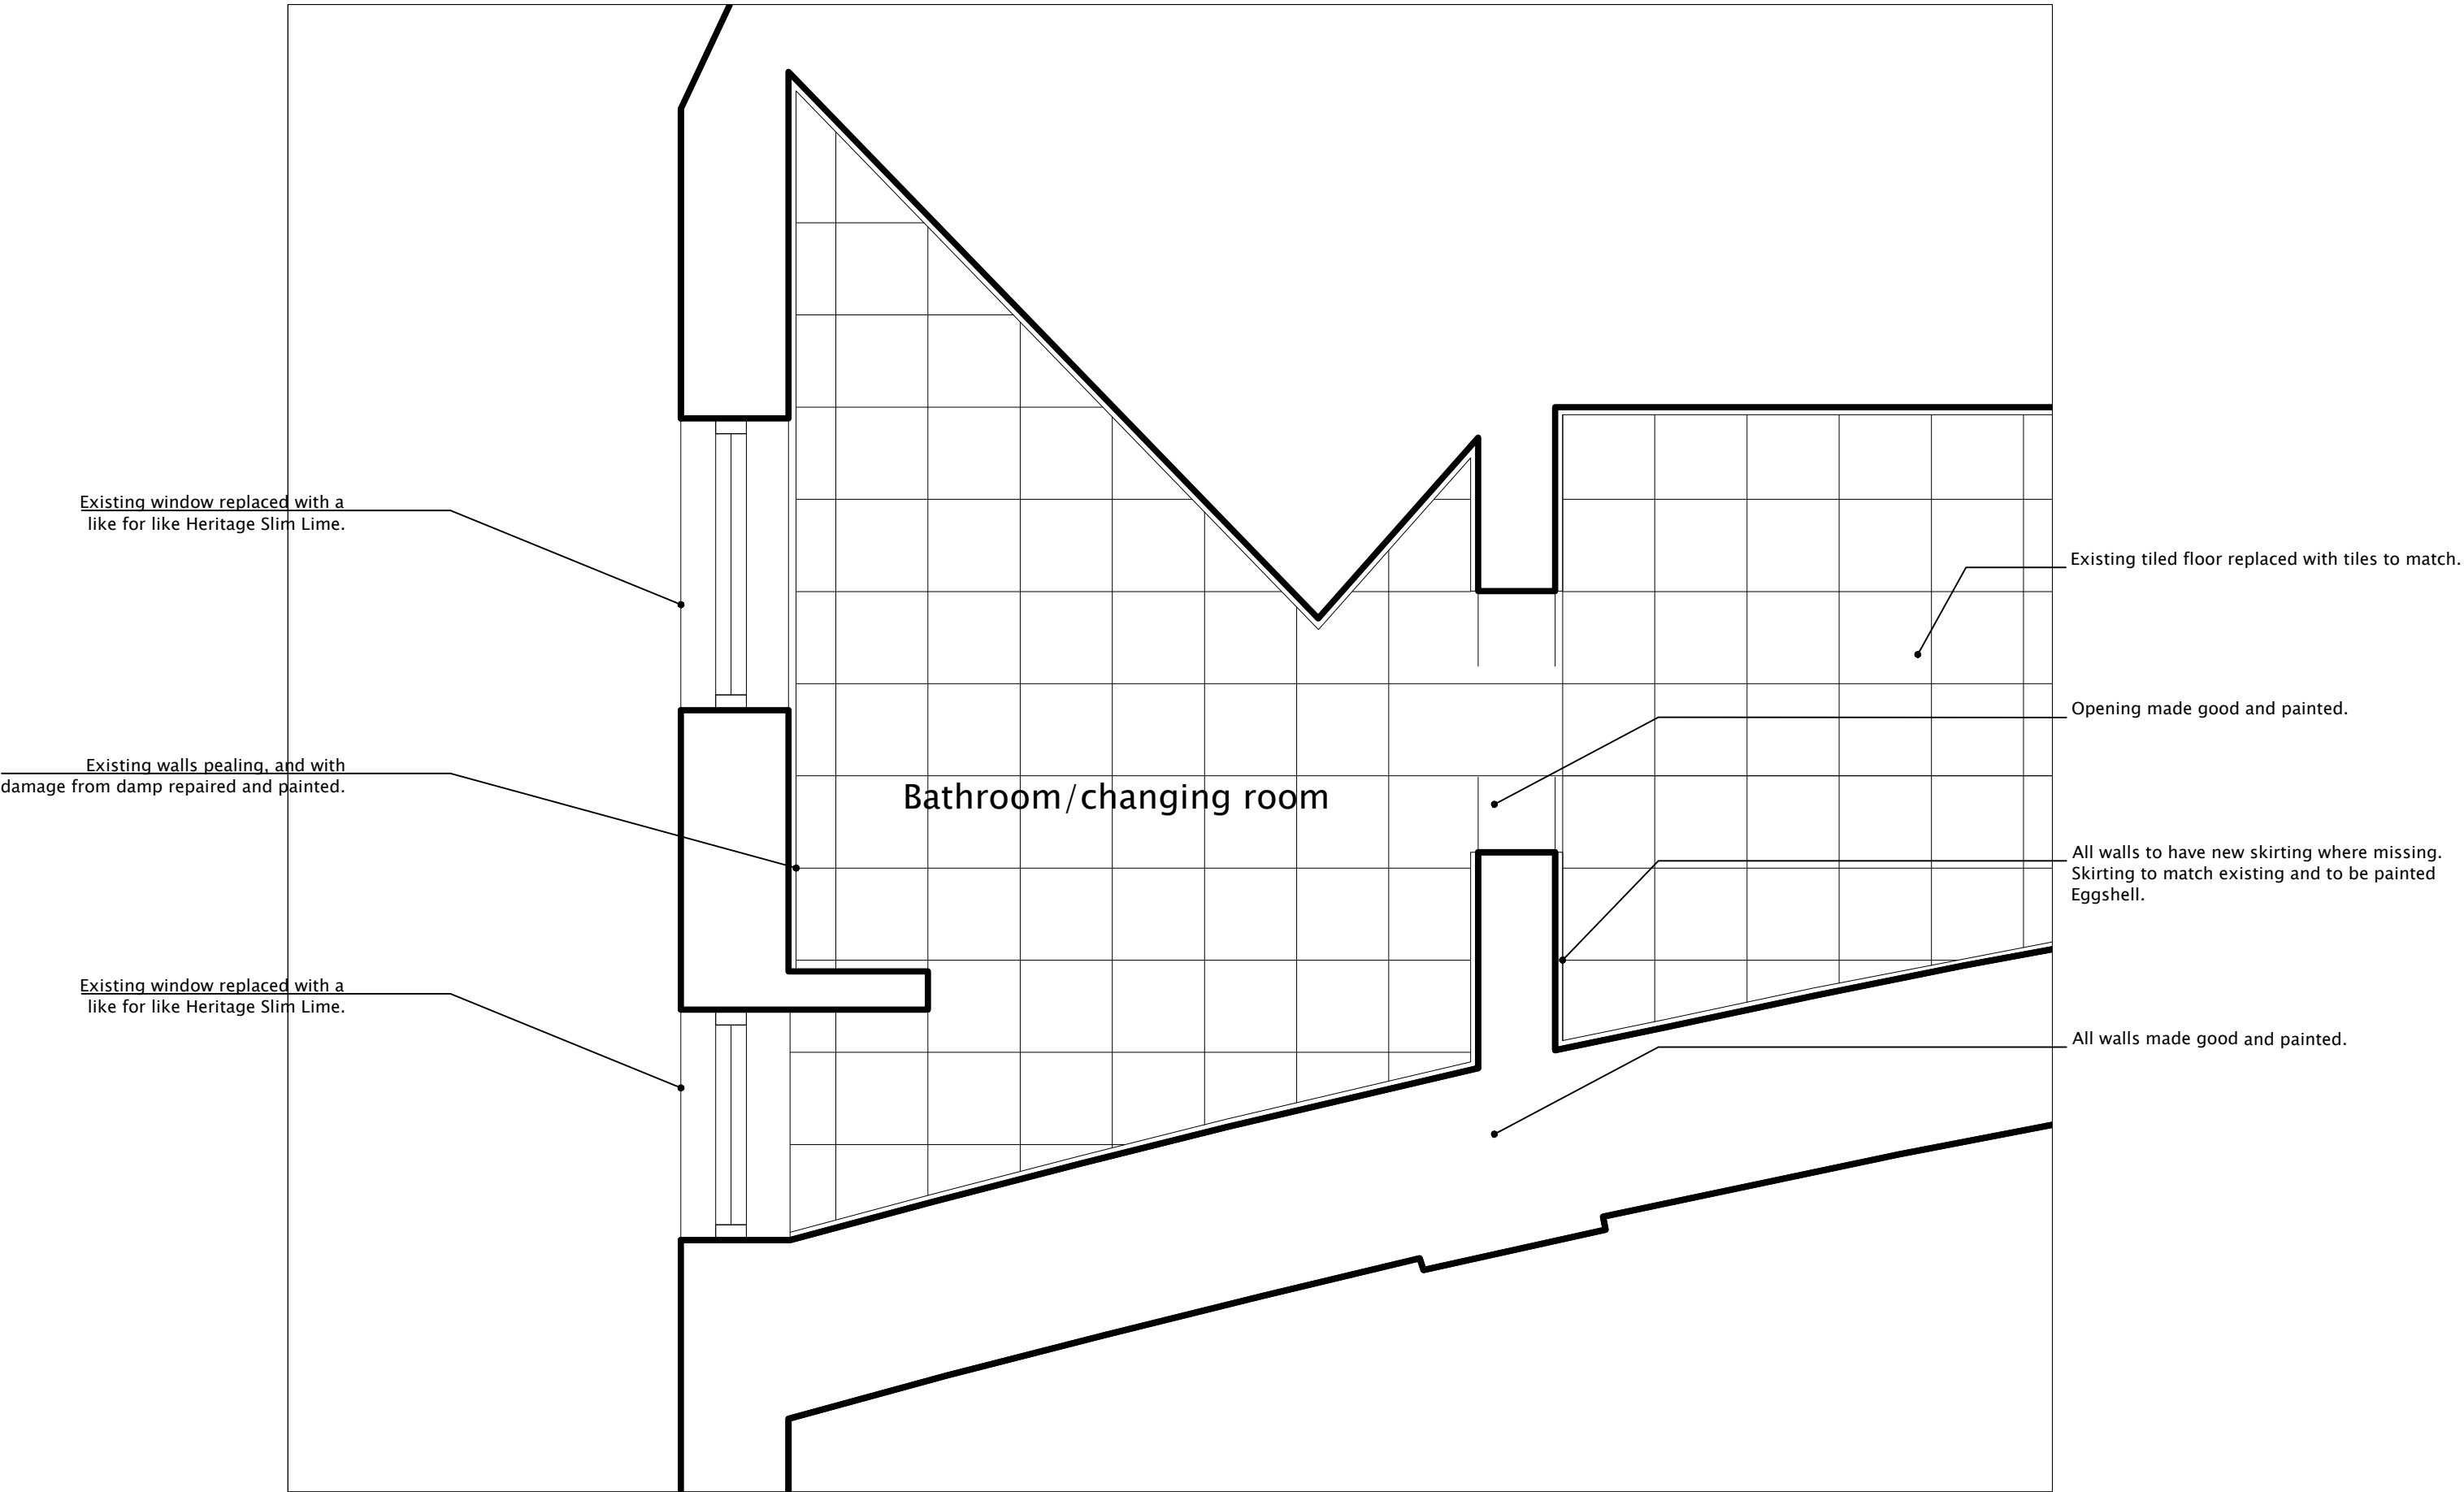 Existing window replaced with a
like for like Heritage Slim Lime.
Existing walls pealing, and with
damage from damp repaired and painted.
Existing window replaced with a
like for like Heritage Slim Lime.
Bathroom/changing room
Existing tiled floor replaced with tiles to match.
Opening made good and painted.
All walls to have new skirting where missing.
Skirting to match existing and to be painted
Eggshell.
All walls made good and painted.